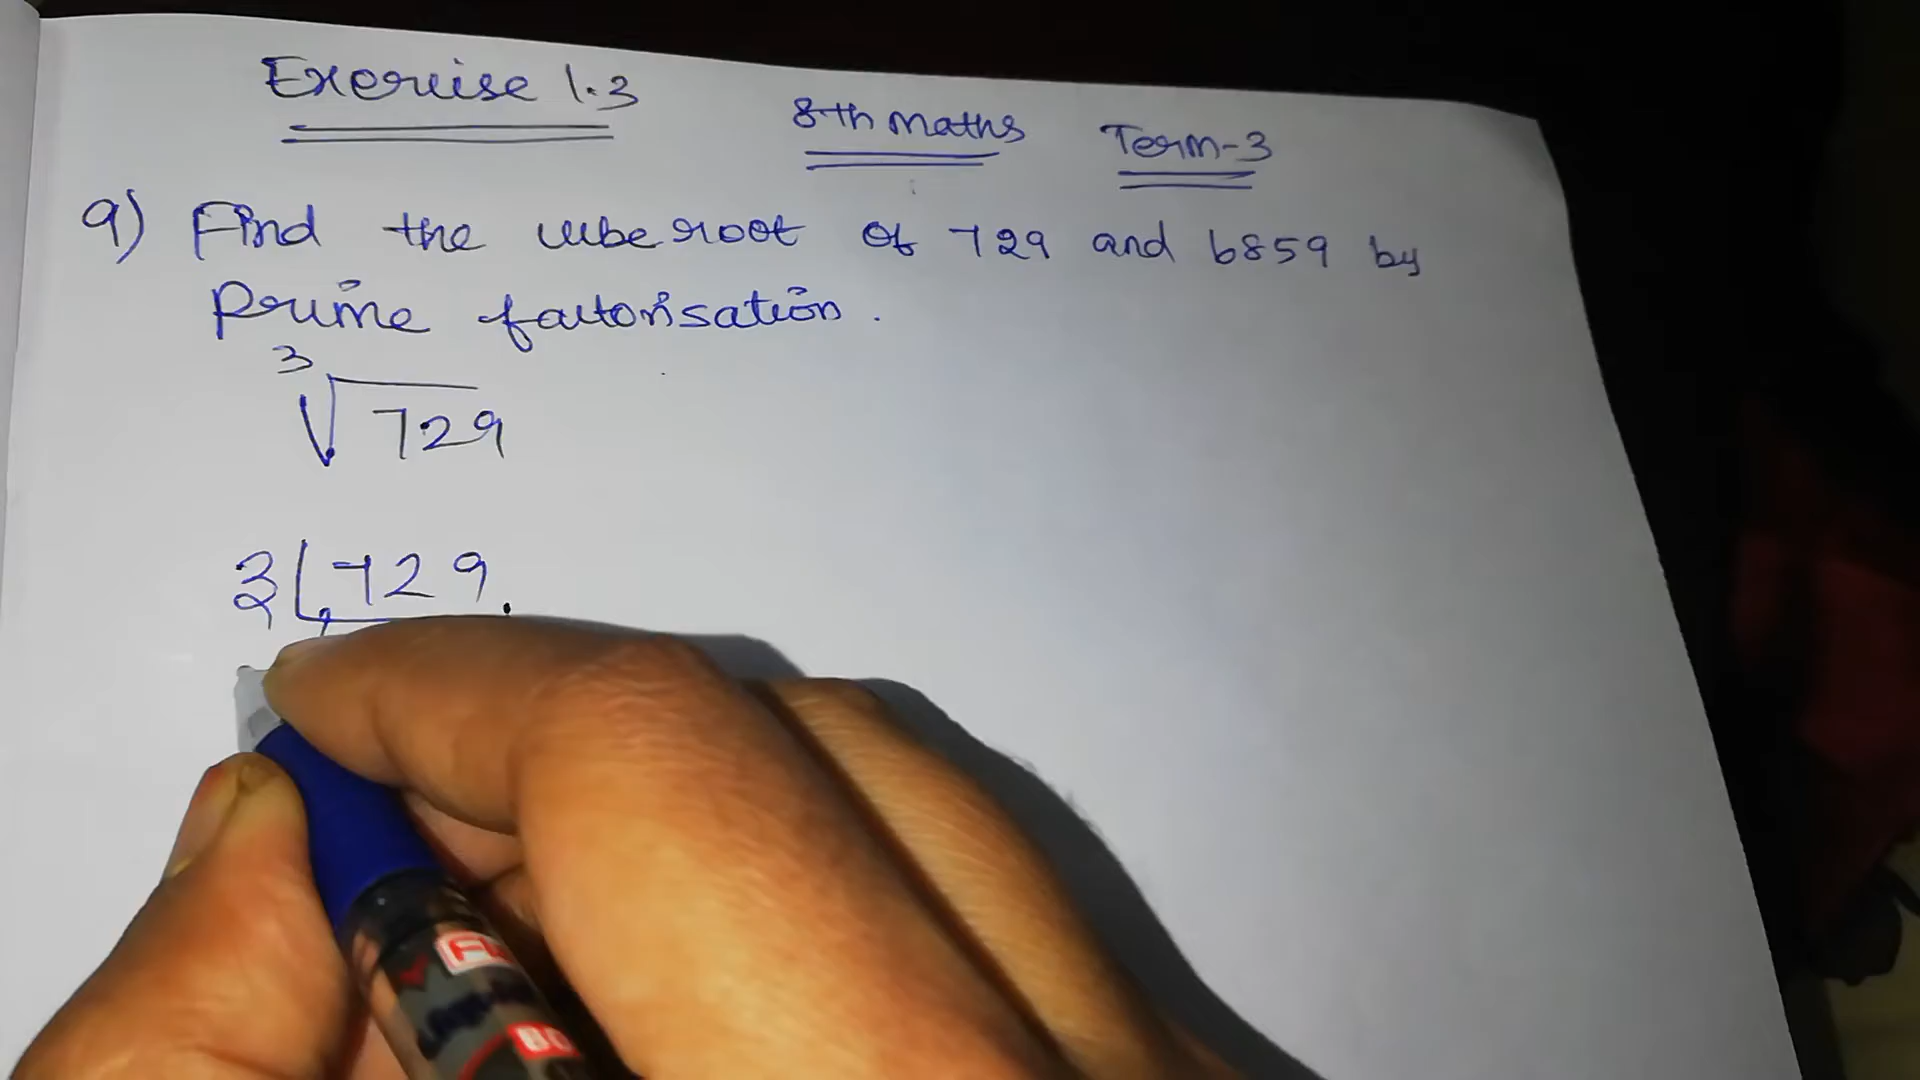 Exercise 1.3
8th maths Term-3
9) Find the cube root of 729 and 6859 by
Prime factorisation.
3√729
3 729